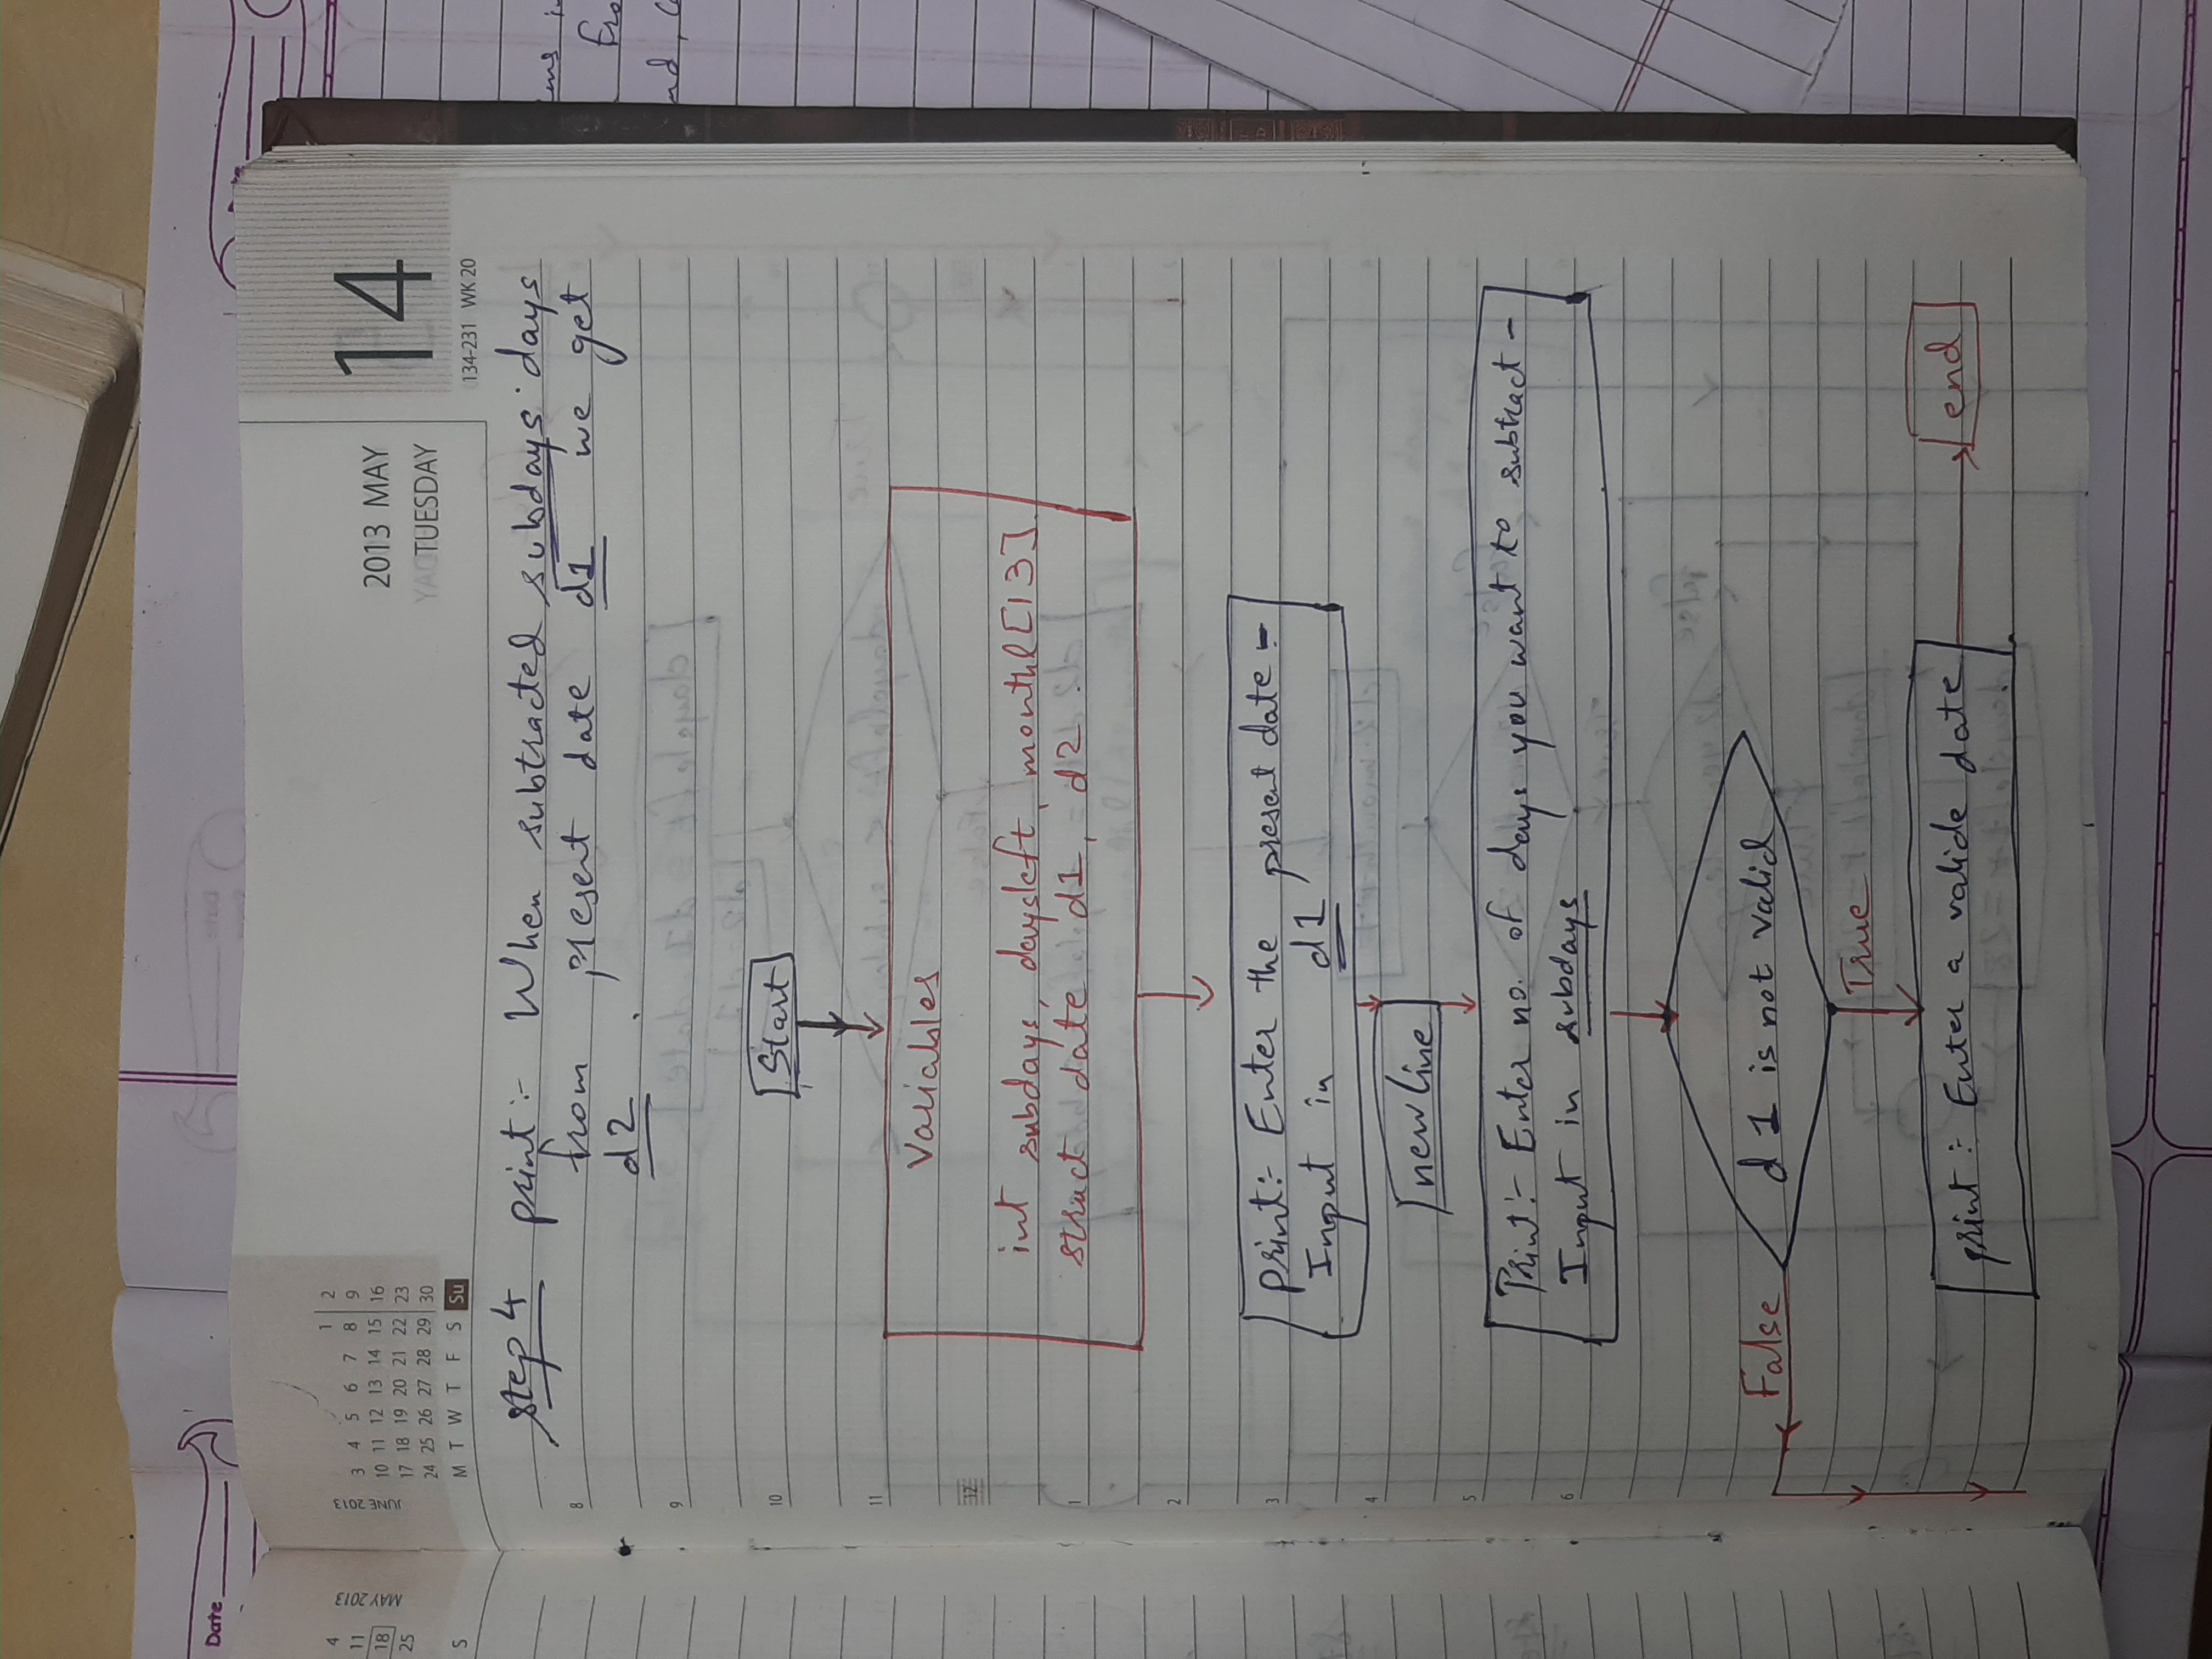 Date
4
11
18
25
S
MAY 2013
JUNE 2013
1 2
3 4 5 6 7 8 9
10 11 12 13 14 15 16
17 18 19 20 21 22 23
24 25 26 27 28 29 30
M T W T F S Su
2013 MAY
TUESDAY
14
134-231 WK 20
step 4 print :- When subtracted subdays days
8
from present date d1 we get
d2 .
9
10
Start
11
Variables
12
int subdays, daysleft, month[13]
1
struct date d1, d2
2
3
print:- Enter the present date -
Input in d1
4
new line
5
Print:- Enter no. of days you want to subtract -
6
Input in subdays
d1 is not valid
False
True
print :- Enter a valide date
end